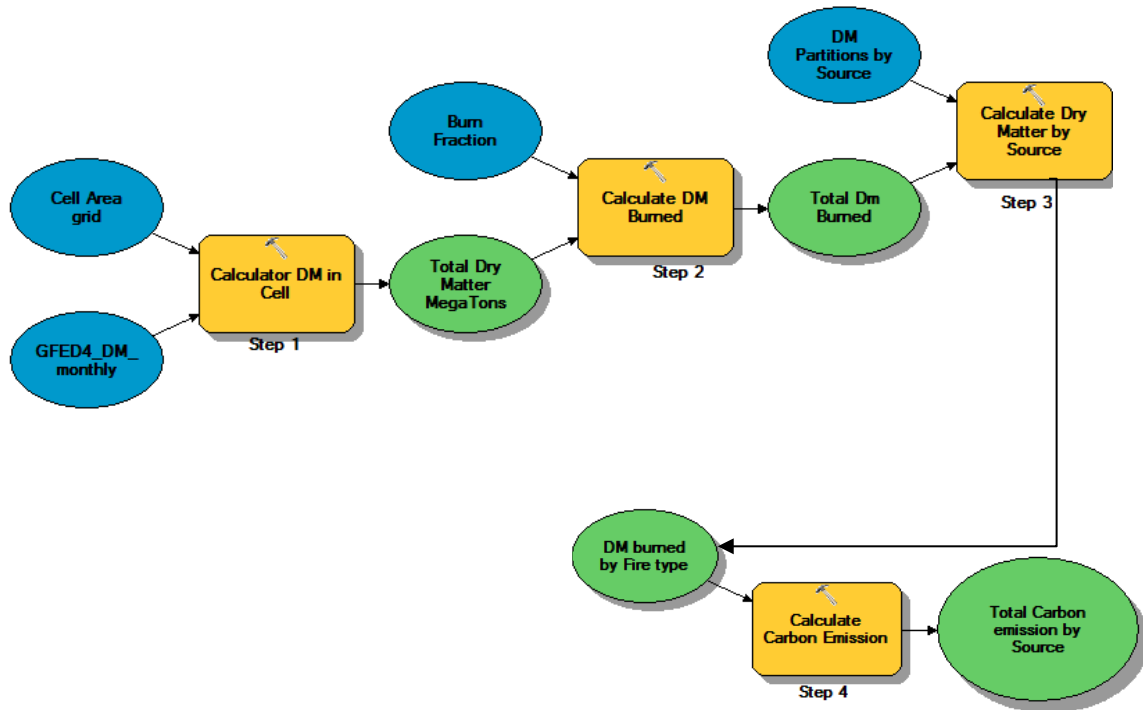 DM
Partitions by
Source
Calculate Dry
Matter by
Source
Step 3
Burn
Fraction
Calculate DM
Burned
Step 2
Total Dm
Burned
Cell Area
grid
Calculator DM in
Cell
Step 1
Total Dry
Matter
MegaTons
GFED4_DM_
monthly
DM burned
by Fire type
Calculate
Carbon Emission
Step 4
Total Carbon
emission by
Source